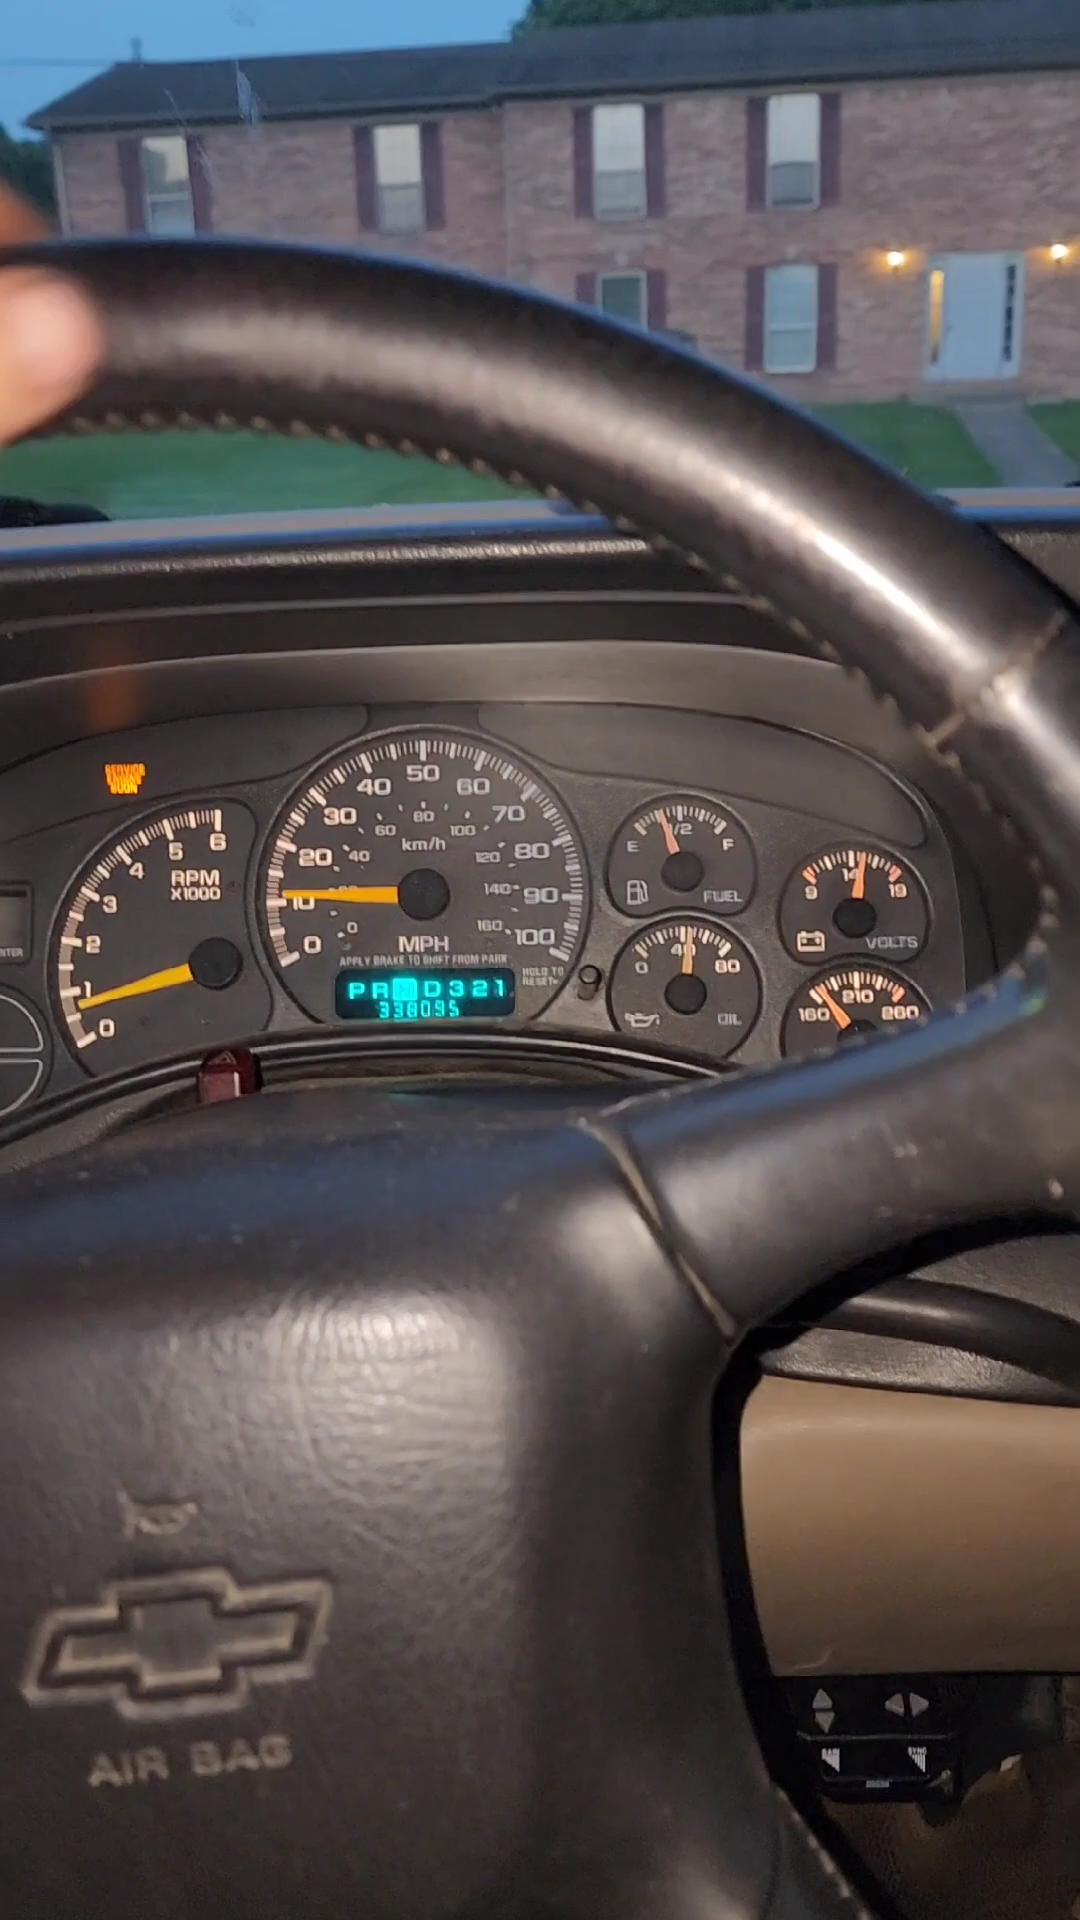 SERVICE
ENGINE
SOON
RPM
X1000
0
1
2
3
4
5
6
0
10
20
30
40
50
60
70
80
90
100
0
40
60
80
100
120
140
160
km/h
MPH
APPLY BRAKE TO SHIFT FROM PARK
HOLD TO
RESET
PRND321
338095
E
1/2
F
FUEL
0
40
80
OIL
9
14
19
VOLTS
160
210
260
AIR BAG
SYNC